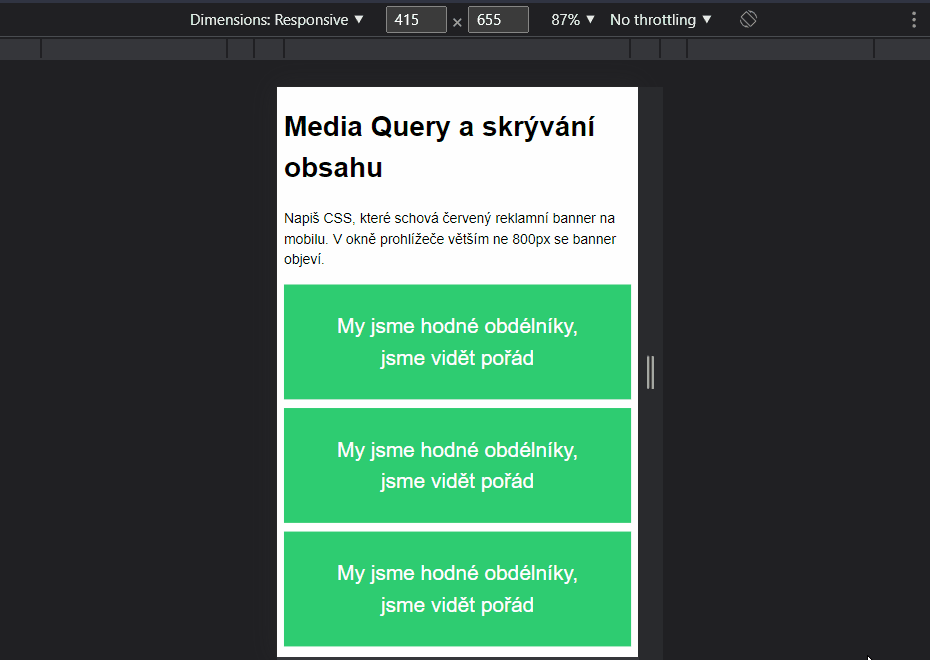 Dimensions: Responsive ▼ 415 × 655 87% ▼ No throttling ▼
Media Query a skrývání
obsahu
Napiš CSS, které schová červený reklamní banner na
mobilu. V okně prohlížeče větším ne 800px se banner
objeví.
My jsme hodné obdélníky,
jsme vidět pořád
My jsme hodné obdélníky,
jsme vidět pořád
My jsme hodné obdélníky,
jsme vidět pořád